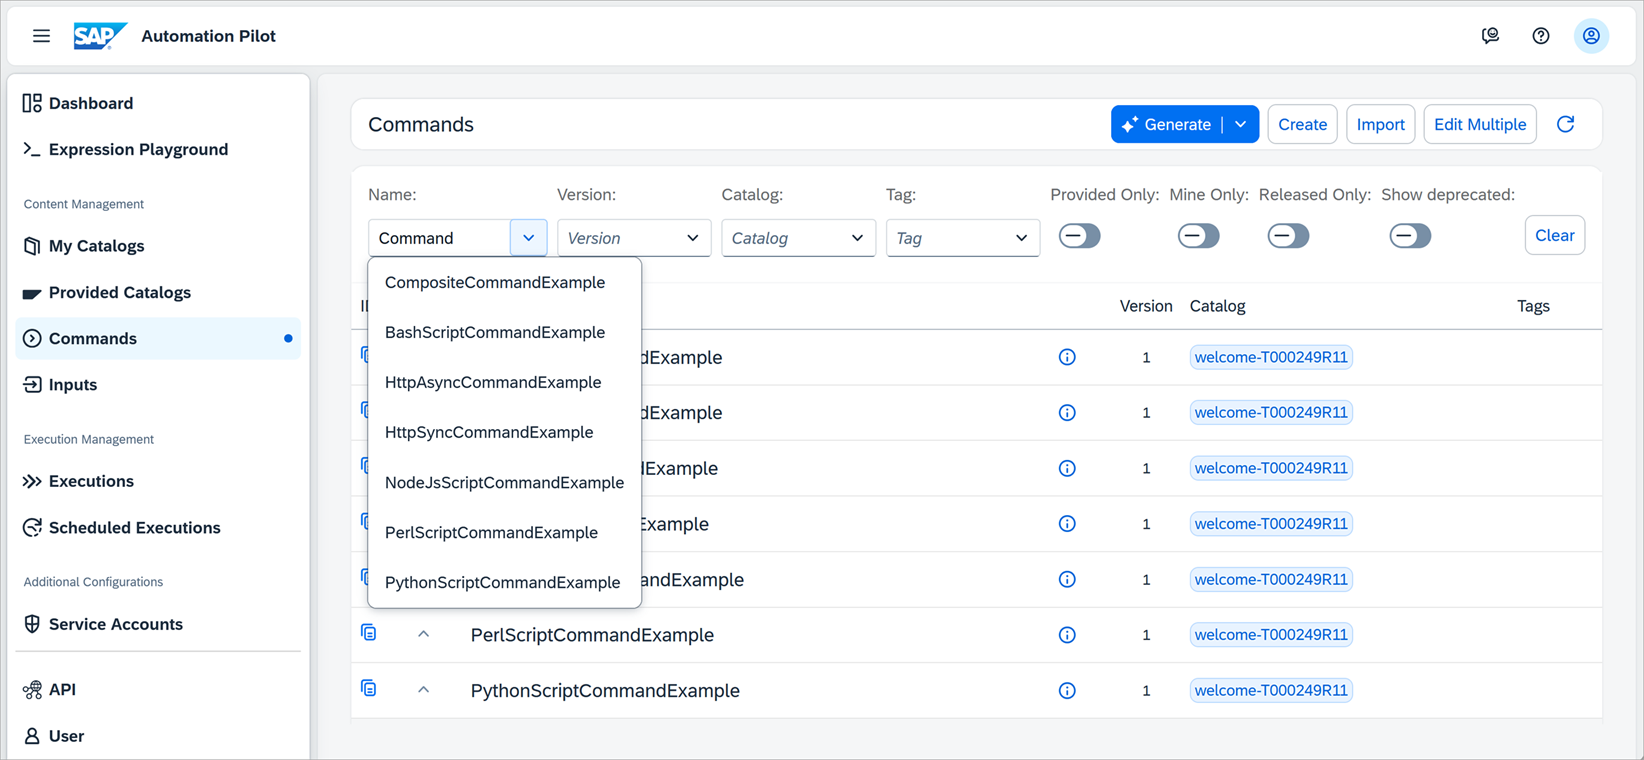 SAP Automation Pilot
Dashboard
Expression Playground
Content Management
My Catalogs
Provided Catalogs
Commands
Inputs
Execution Management
Executions
Scheduled Executions
Additional Configurations
Service Accounts
API
User
Commands
Generate
Create
Import
Edit Multiple
Name: Version: Catalog: Tag: Provided Only: Mine Only: Released Only: Show deprecated:
Command Version Catalog Tag Clear
CompositeCommandExample
BashScriptCommandExample
HttpAsyncCommandExample
HttpSyncCommandExample
NodeJsScriptCommandExample
PerlScriptCommandExample
PythonScriptCommandExample
Version Catalog Tags
dExample 1 welcome-T000249R11
dExample 1 welcome-T000249R11
Example 1 welcome-T000249R11
Example 1 welcome-T000249R11
andExample 1 welcome-T000249R11
PerlScriptCommandExample 1 welcome-T000249R11
PythonScriptCommandExample 1 welcome-T000249R11